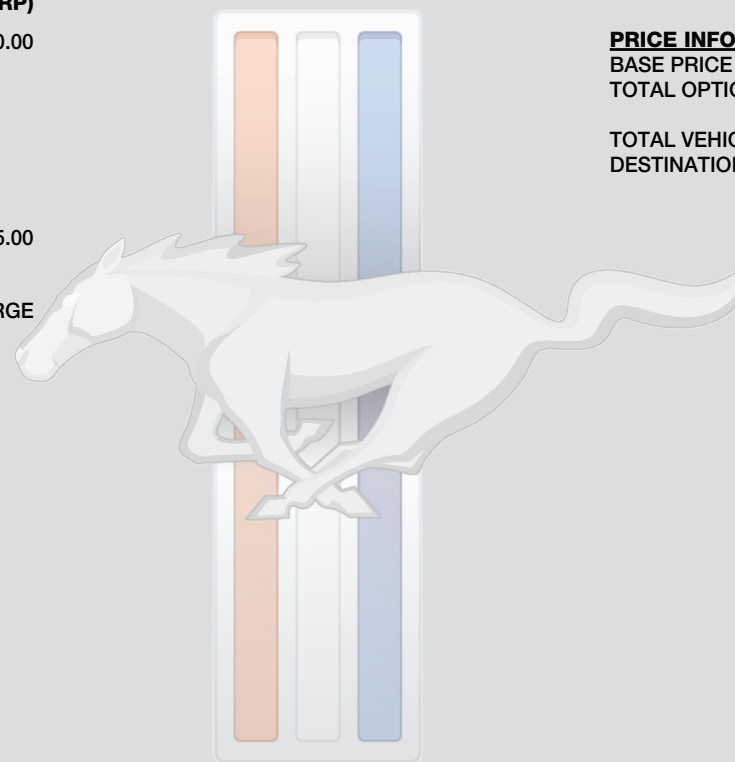 RP)
0.00
5.00
RGE
PRICE INFO
BASE PRICE
TOTAL OPTIO
TOTAL VEHIC
DESTINATION